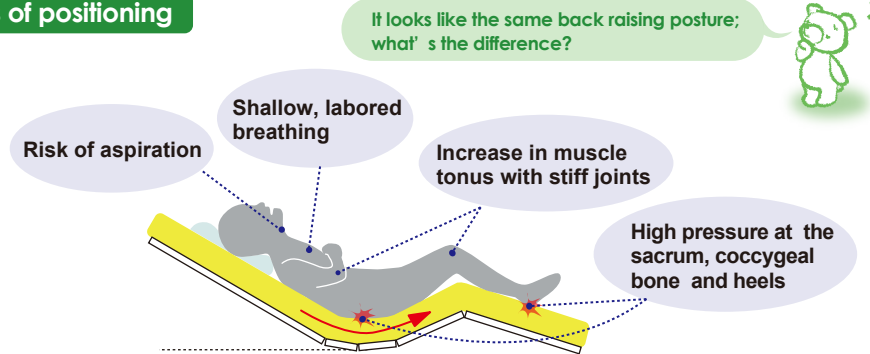 of positioning
It looks like the same back raising posture;
what’ s the difference?
Shallow, labored
breathing
Risk of aspiration
Increase in muscle
tonus with stiff joints
High pressure at the
sacrum, coccygeal
bone and heels